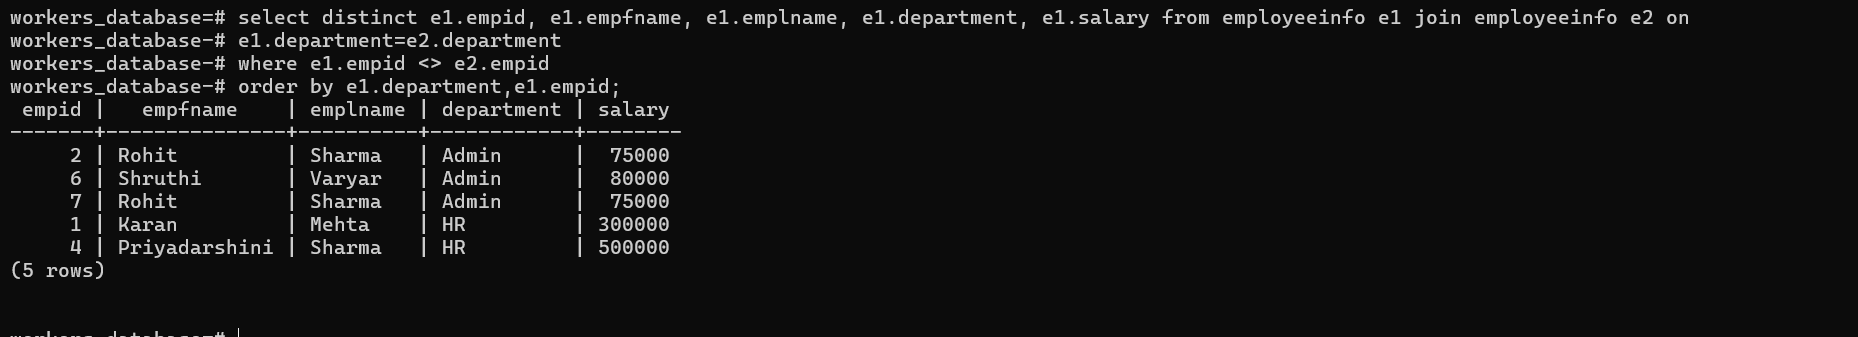 workers_database=# select distinct e1.empid, e1.empfname, e1.emplname, e1.department, e1.salary from employeeinfo e1 join employeeinfo e2 on
workers_database-# e1.department=e2.department
workers_database-# where e1.empid <> e2.empid
workers_database-# order by e1.department,e1.empid;
 empid |   empfname    | emplname | department | salary
-------+---------------+----------+------------+--------
     2 | Rohit         | Sharma   | Admin      |  75000
     6 | Shruthi       | Varyar   | Admin      |  80000
     7 | Rohit         | Sharma   | Admin      |  75000
     1 | Karan         | Mehta    | HR         | 300000
     4 | Priyadarshini | Sharma   | HR         | 500000
(5 rows)
workers_database=#